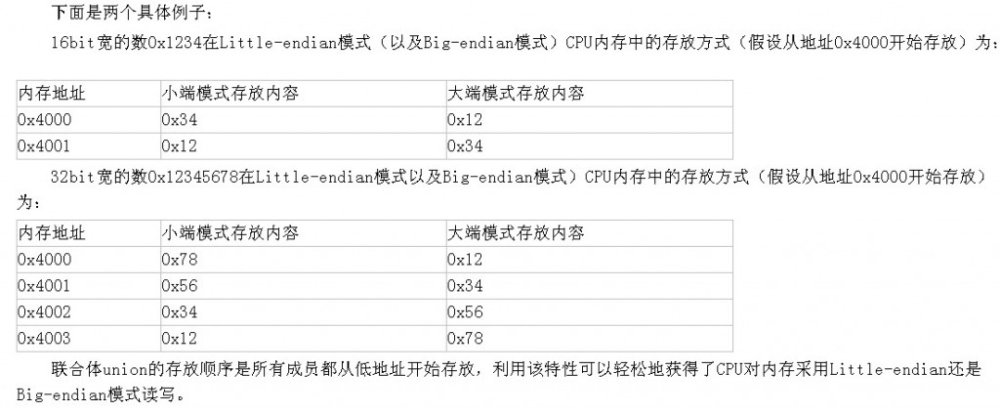 下面是两个具体例子：
16bit宽的数0x1234在Little-endian模式（以及Big-endian模式）CPU内存中的存放方式（假设从地址0x4000开始存放）为：
内存地址 小端模式存放内容 大端模式存放内容
0x4000 0x34 0x12
0x4001 0x12 0x34
32bit宽的数0x12345678在Little-endian模式以及Big-endian模式）CPU内存中的存放方式（假设从地址0x4000开始存放）
为：
内存地址 小端模式存放内容 大端模式存放内容
0x4000 0x78 0x12
0x4001 0x56 0x34
0x4002 0x34 0x56
0x4003 0x12 0x78
联合体union的存放顺序是所有成员都从低地址开始存放，利用该特性可以轻松地获得了CPU对内存采用Little-endian还是
Big-endian模式读写。